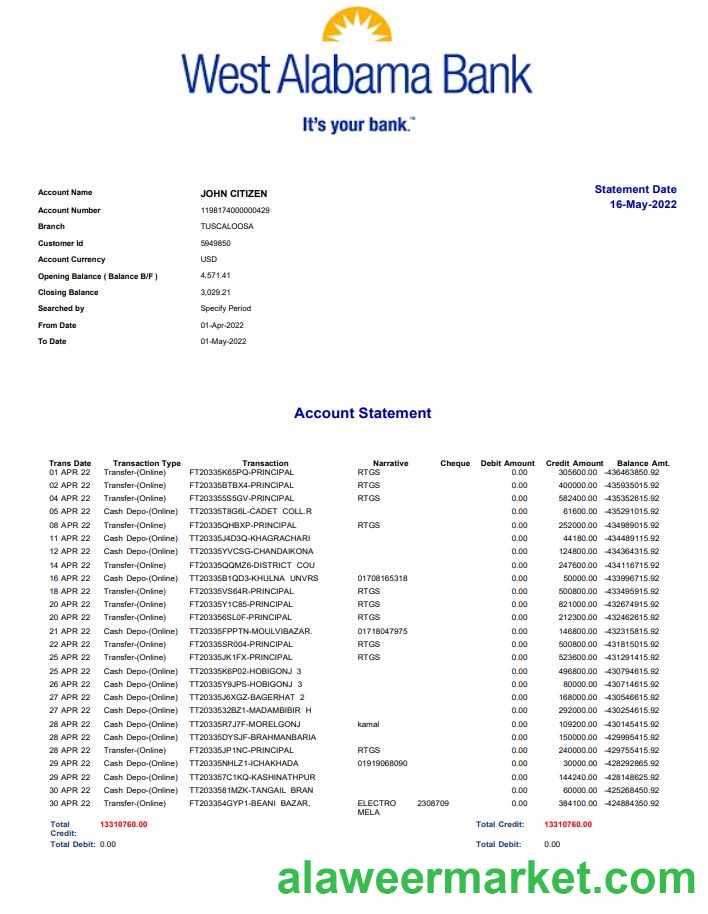 West Alabama Bank
It's your bank.™
Statement Date
16-May-2022
Account Name JOHN CITIZEN
Account Number 1198174000000429
Branch TUSCALOOSA
Customer Id 5949850
Account Currency USD
Opening Balance ( Balance B/F ) 4,571.41
Closing Balance 3,029.21
Searched by Specify Period
From Date 01-Apr-2022
To Date 01-May-2022
Account Statement
Trans Date Transaction Type Transaction Narrative Cheque Debit Amount Credit Amount Balance Amt.
01 APR 22 Transfer-(Online) FT20335K65PQ-PRINCIPAL RTGS 0.00 305600.00 -436463850.92
02 APR 22 Transfer-(Online) FT20335BTBX4-PRINCIPAL RTGS 0.00 400000.00 -435935015.92
04 APR 22 Transfer-(Online) FT203355S5GV-PRINCIPAL RTGS 0.00 582400.00 -435352615.92
05 APR 22 Cash Depo-(Online) TT20335T8G6L-CADET COLL.R 0.00 61600.00 -435291015.92
08 APR 22 Transfer-(Online) FT20335QHBXP-PRINCIPAL RTGS 0.00 252000.00 -434989015.92
11 APR 22 Cash Depo-(Online) TT20335J4D3Q-KHAGRACHARI 0.00 44180.00 -434489115.92
12 APR 22 Cash Depo-(Online) TT20335YVCSG-CHANDAIKONA 0.00 124800.00 -434364315.92
14 APR 22 Transfer-(Online) FT20335QQMZ6-DISTRICT COU 0.00 247600.00 -434116715.92
16 APR 22 Cash Depo-(Online) TT20335B1QD3-KHULNA UNVRS 01708165318 0.00 50000.00 -433996715.92
18 APR 22 Transfer-(Online) FT20335VS64R-PRINCIPAL RTGS 0.00 500800.00 -433495915.92
20 APR 22 Transfer-(Online) FT20335Y1C85-PRINCIPAL RTGS 0.00 821000.00 -432674915.92
20 APR 22 Transfer-(Online) FT203356SL0F-PRINCIPAL RTGS 0.00 212300.00 -432462615.92
21 APR 22 Cash Depo-(Online) TT20335FPPTN-MOULVIBAZAR. 01718047975 0.00 146800.00 -432315815.92
22 APR 22 Transfer-(Online) FT20335SR004-PRINCIPAL RTGS 0.00 500800.00 -431815015.92
25 APR 22 Transfer-(Online) FT20335JK1FX-PRINCIPAL RTGS 0.00 523600.00 -431291415.92
25 APR 22 Cash Depo-(Online) TT20335K6P02-HOBIGONJ 3 0.00 496800.00 -430794615.92
26 APR 22 Cash Depo-(Online) TT20335Y9JPS-HOBIGONJ 3 0.00 80000.00 -430714615.92
27 APR 22 Cash Depo-(Online) TT20335J6XGZ-BAGERHAT 2 0.00 168000.00 -430546615.92
27 APR 22 Cash Depo-(Online) TT2033532BZ1-MADAMBIBIR H 0.00 292000.00 -430254615.92
28 APR 22 Cash Depo-(Online) TT20335R7J7F-MORELGONJ kamal 0.00 109200.00 -430145415.92
28 APR 22 Cash Depo-(Online) TT20335DYSJF-BRAHMANBARIA 0.00 150000.00 -429995415.92
28 APR 22 Transfer-(Online) FT20335JP1NC-PRINCIPAL RTGS 0.00 240000.00 -429755415.92
29 APR 22 Cash Depo-(Online) TT20335NHLZ1-ICHAKHADA 01919068090 0.00 30000.00 -428292865.92
29 APR 22 Cash Depo-(Online) TT203357C1KQ-KASHINATHPUR 0.00 144240.00 -428148625.92
30 APR 22 Cash Depo-(Online) TT2033581MZK-TANGAIL BRAN 0.00 60000.00 -425268450.92
30 APR 22 Transfer-(Online) FT203354GYP1-BEANI BAZAR. ELECTRO 2308709 0.00 384100.00 -424884350.92
MELA
Total 13310760.00 Total Credit: 13310760.00
Credit:
Total Debit: 0.00 Total Debit: 0.00
alaweermarket.com